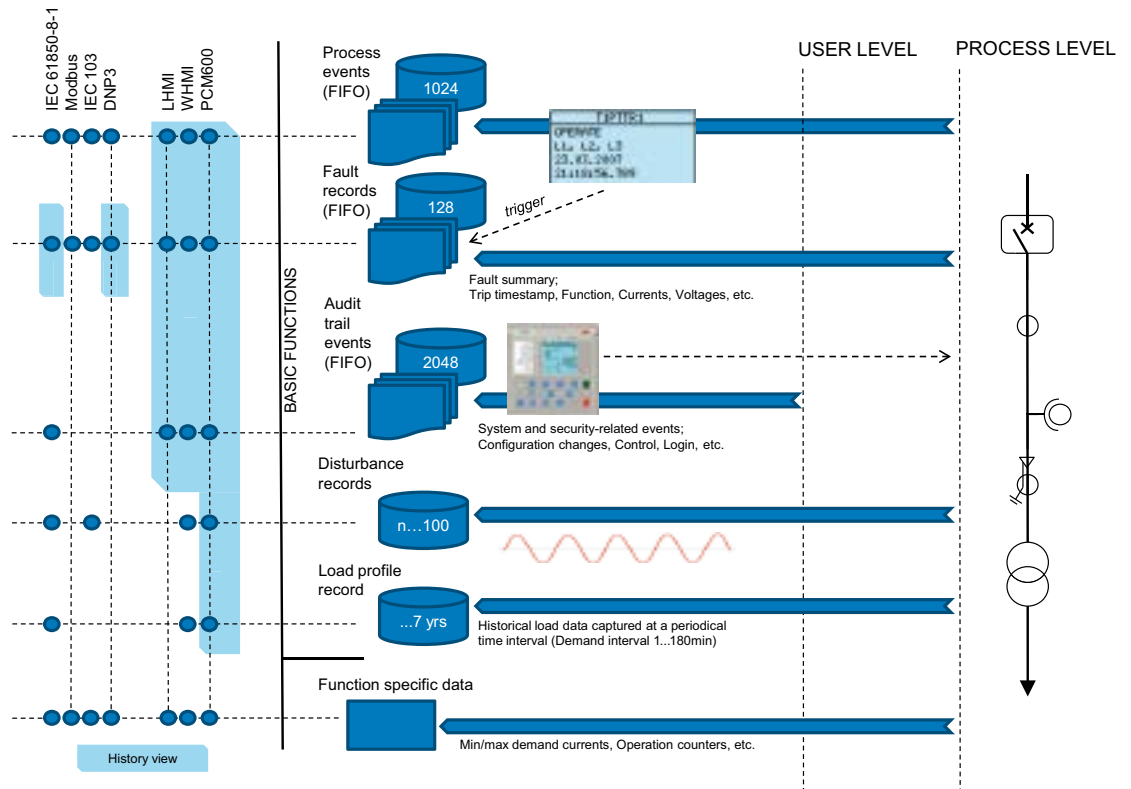 IEC 61850-8-1
Modbus
IEC 103
DNP3
LHMI
WHMI
PCM600
BASIC FUNCTIONS
USER LEVEL
PROCESS LEVEL
Process
events
(FIFO)
1024
OPERATE
L1, L2, L3
23.03.2007
Fault
records
(FIFO)
128
trigger
Fault summary;
Trip timestamp, Function, Currents, Voltages, etc.
Audit
trail
events
(FIFO)
2048
System and security-related events;
Configuration changes, Control, Login, etc.
Disturbance
records
n…100
Load profile
record
...7 yrs
Historical load data captured at a periodical
time interval (Demand interval 1...180min)
Function specific data
Min/max demand currents, Operation counters, etc.
History view